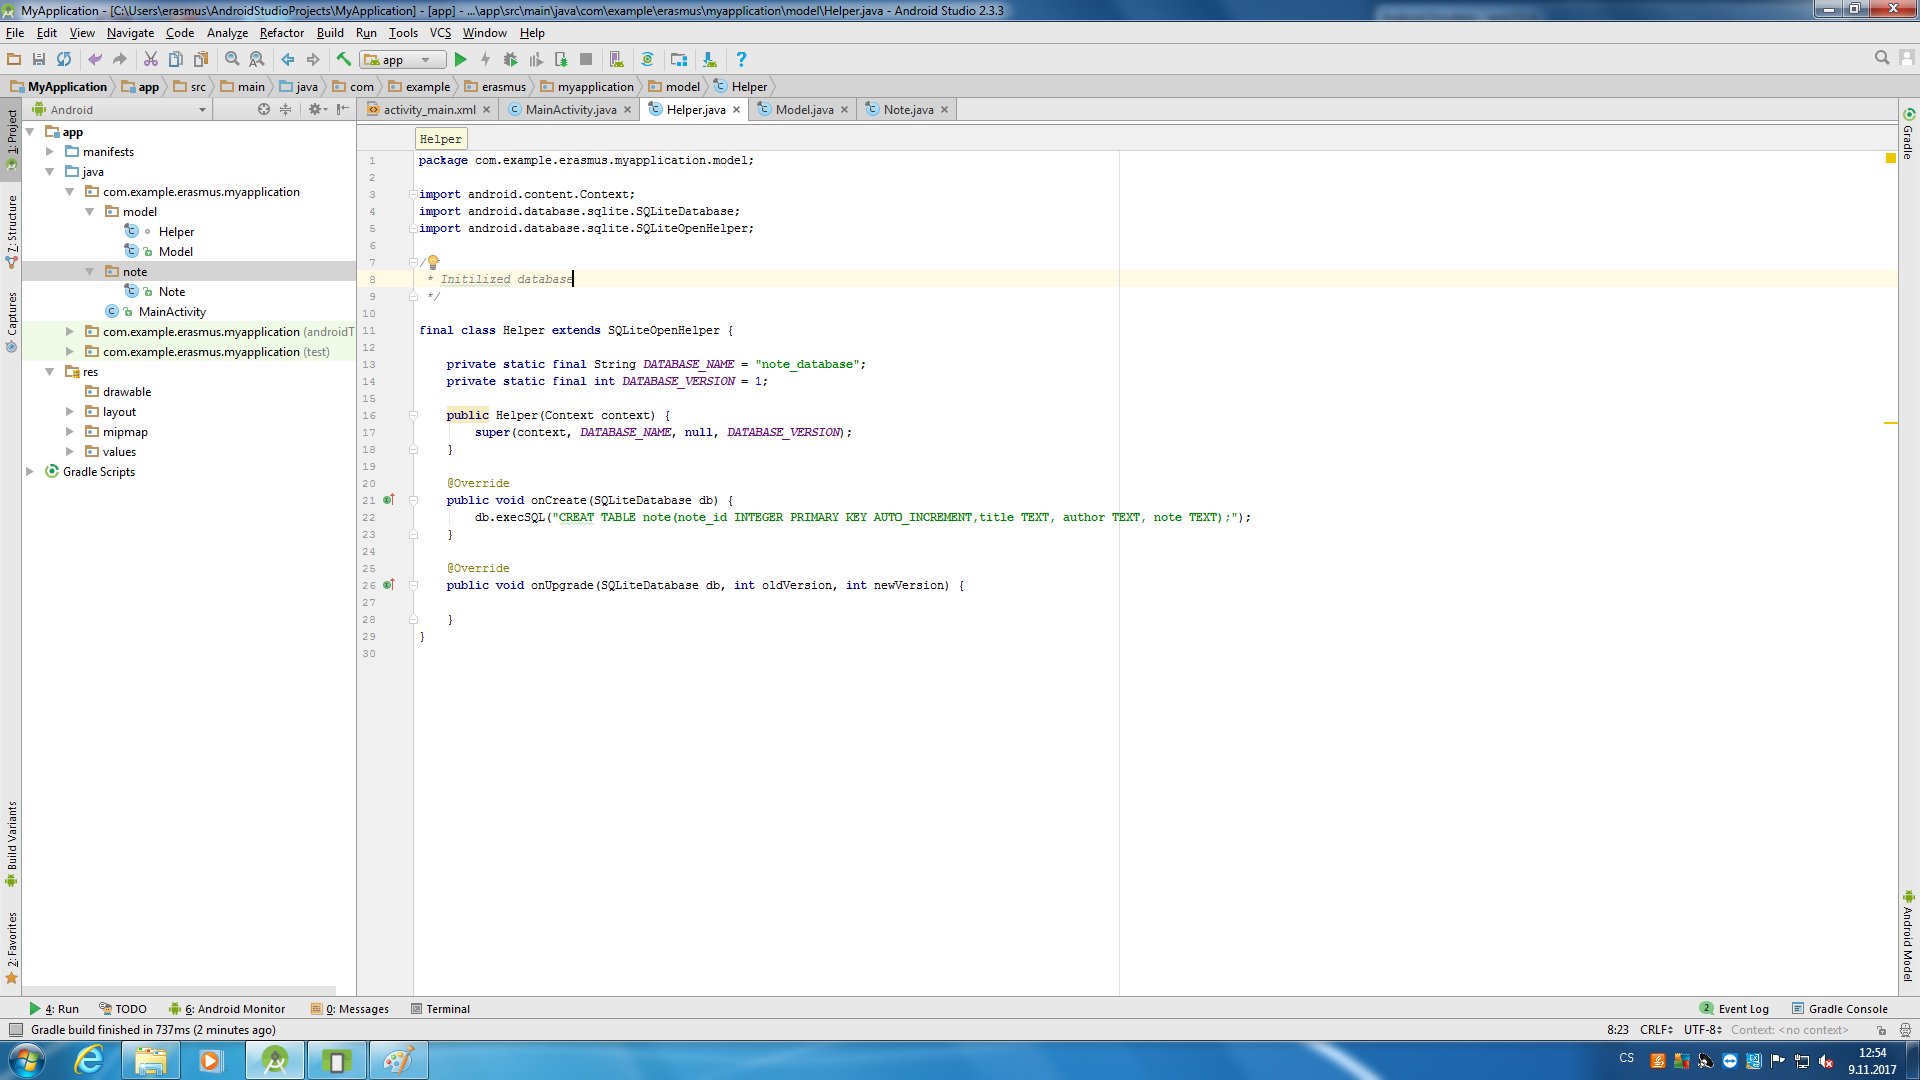 MyApplication - [C:\Users\erasmus\AndroidStudioProjects\MyApplication] - [app] - ...\app\src\main\java\com\example\erasmus\myapplication\model\Helper.java - Android Studio 2.3.3
File Edit View Navigate Code Analyze Refactor Build Run Tools VCS Window Help
app
MyApplication app src main java com example erasmus myapplication model Helper
Android
activity_main.xml MainActivity.java Helper.java Model.java Note.java
1: Project
7: Structure
Captures
Build Variants
2: Favorites
app
manifests
java
com.example.erasmus.myapplication
model
Helper
Model
note
Note
MainActivity
com.example.erasmus.myapplication (androidT
com.example.erasmus.myapplication (test)
res
drawable
layout
mipmap
values
Gradle Scripts
Helper
1 package com.example.erasmus.myapplication.model;
2
3 import android.content.Context;
4 import android.database.sqlite.SQLiteDatabase;
5 import android.database.sqlite.SQLiteOpenHelper;
6
7 /
8 * Initilized database
9 */
10
11 final class Helper extends SQLiteOpenHelper {
12
13 private static final String DATABASE_NAME = "note_database";
14 private static final int DATABASE_VERSION = 1;
15
16 public Helper(Context context) {
17 super(context, DATABASE_NAME, null, DATABASE_VERSION);
18 }
19
20 @Override
21 public void onCreate(SQLiteDatabase db) {
22 db.execSQL("CREAT TABLE note(note_id INTEGER PRIMARY KEY AUTO_INCREMENT,title TEXT, author TEXT, note TEXT);");
23 }
24
25 @Override
26 public void onUpgrade(SQLiteDatabase db, int oldVersion, int newVersion) {
27
28 }
29 }
30
Gradle
Android Model
4: Run TODO 6: Android Monitor 0: Messages Terminal 2 Event Log Gradle Console
Gradle build finished in 737ms (2 minutes ago) 8:23 CRLF UTF-8 Context: <no context>
CS
12:54
9.11.2017